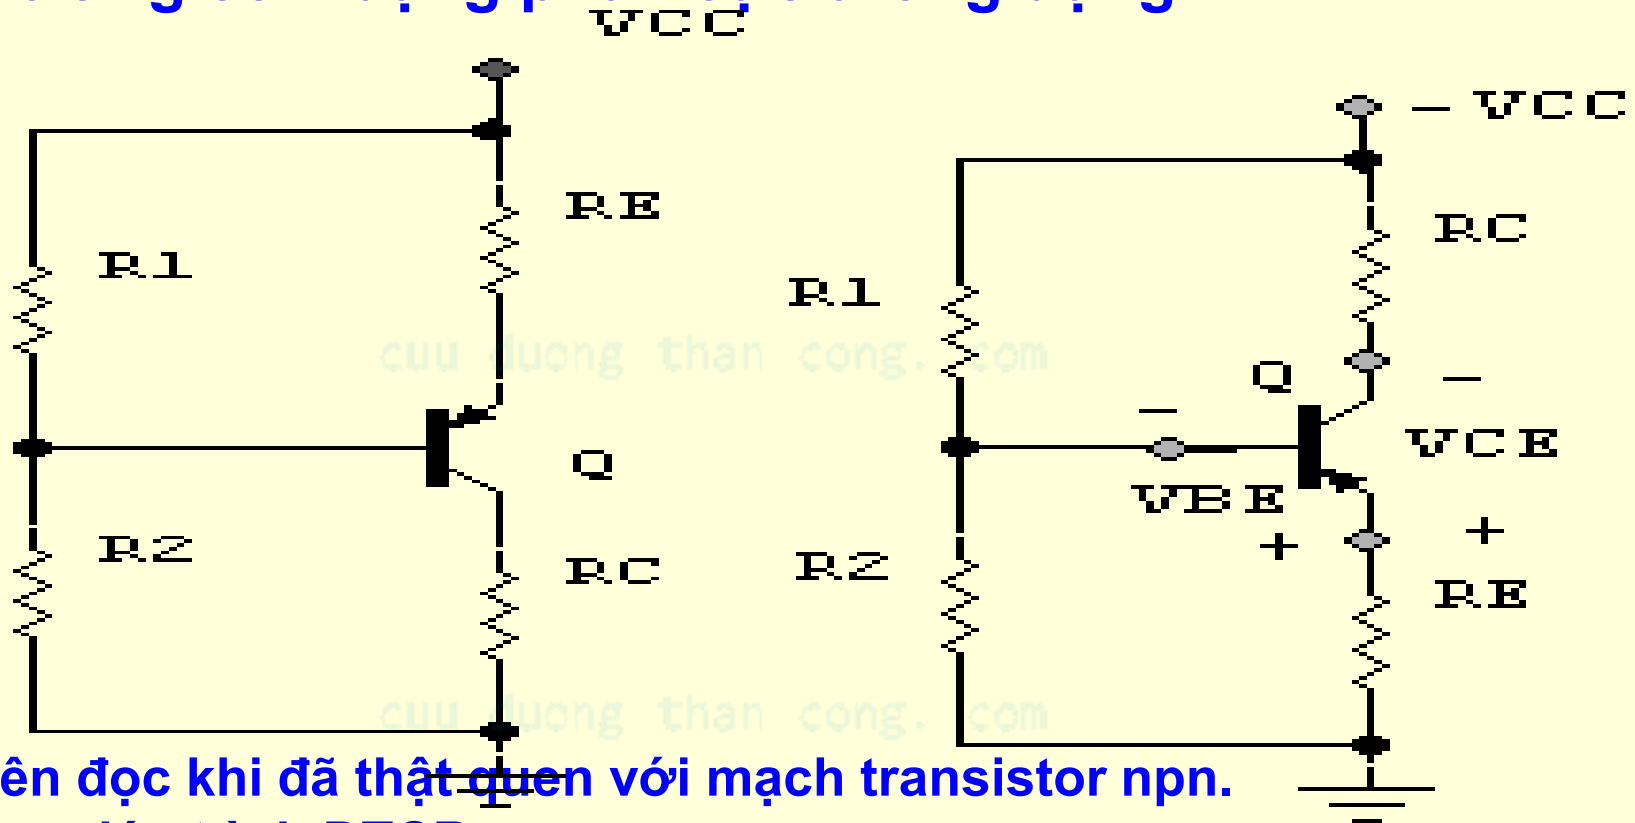 VCC
RE
R1
Q
R2
RC
- VCC
RC
R1
Q
-
-
VCE
VBE
+
+
R2
RE
cuu duong than cong. com
cuu duong than cong. com
ên đọc khi đã thật quen với mạch transistor npn.